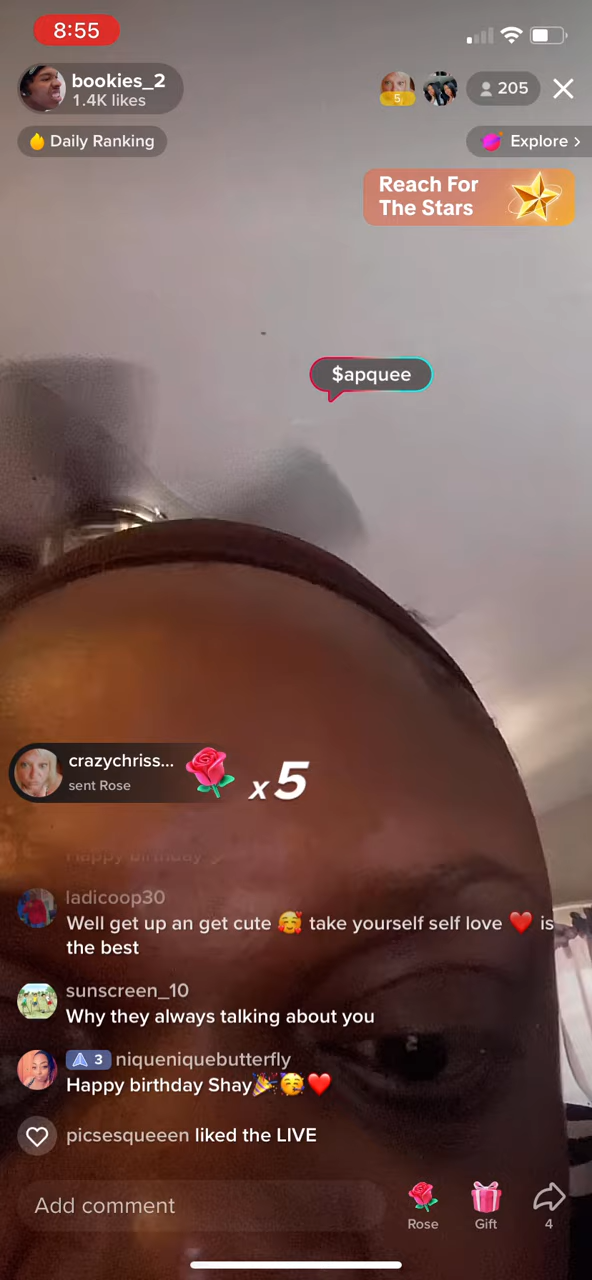 8:55
bookies_2
1.4K likes
5
205
Daily Ranking
Explore >
Reach For
The Stars
$apquee
crazychriss...
sent Rose
x5
Happy birthday
ladicoop30
Well get up an get cute 🥰 take yourself self love ❤️ is
the best
sunscreen_10
Why they always talking about you
3 niqueniquebutterfly
Happy birthday Shay🎉🥳❤️
picsesqueeen liked the LIVE
Add comment
Rose
Gift
4